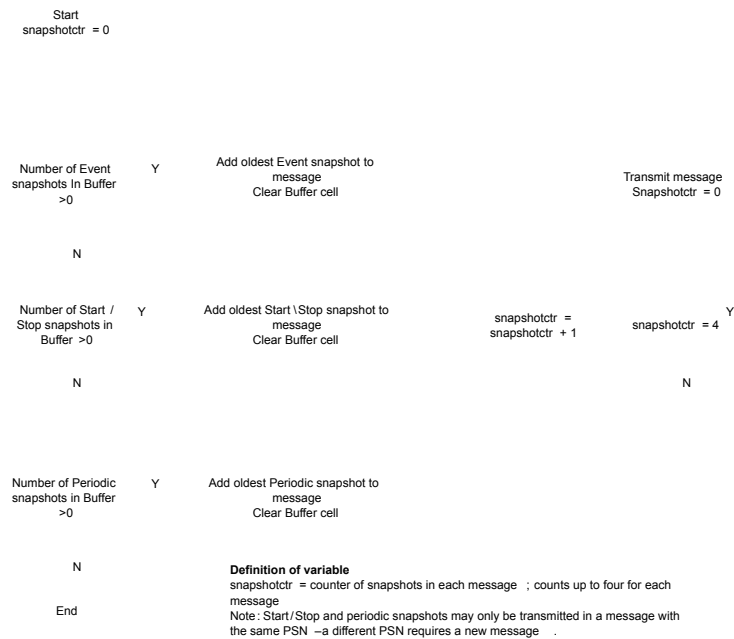 Start
snapshotctr = 0
Number of Event
snapshots In Buffer
>0
Y
Add oldest Event snapshot to
message
Clear Buffer cell
Transmit message
Snapshotctr = 0
N
Number of Start /
Stop snapshots in
Buffer >0
Y
Add oldest Start \Stop snapshot to
message
Clear Buffer cell
snapshotctr =
snapshotctr + 1
snapshotctr = 4
Y
N
N
Number of Periodic
snapshots in Buffer
>0
Y
Add oldest Periodic snapshot to
message
Clear Buffer cell
N
End
Definition of variable
snapshotctr = counter of snapshots in each message ; counts up to four for each
message
Note : Start/Stop and periodic snapshots may only be transmitted in a message with
the same PSN –a different PSN requires a new message .